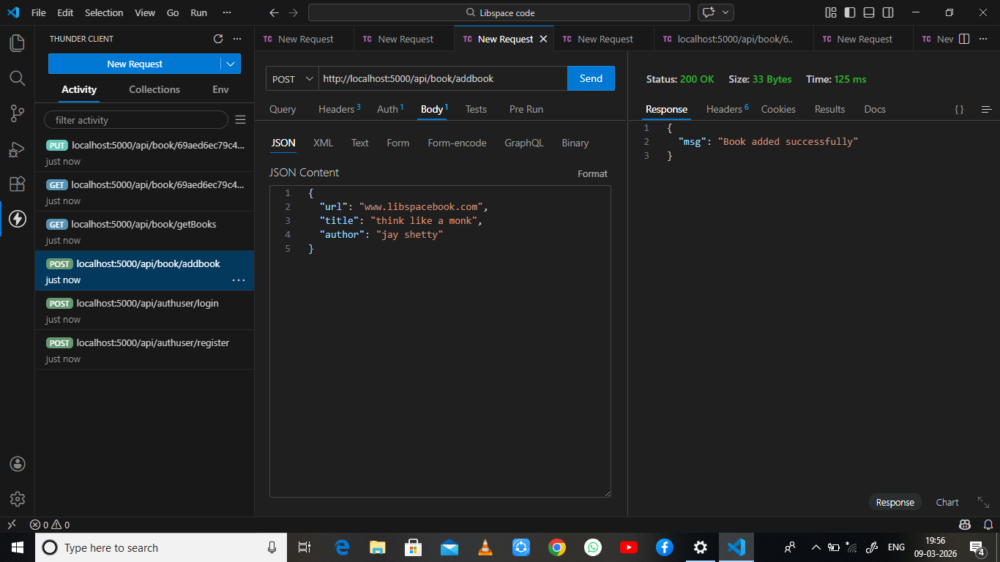 File Edit Selection View Go Run ··· Libspace code
THUNDER CLIENT
New Request
Activity Collections Env
filter activity
PUT localhost:5000/api/book/69aed6ec79c4...
just now
GET localhost:5000/api/book/69aed6ec79c4...
just now
GET localhost:5000/api/book/getBooks
just now
POST localhost:5000/api/book/addbook
just now
POST localhost:5000/api/authuser/login
just now
POST localhost:5000/api/authuser/register
just now
TC New Request TC New Request TC New Request TC New Request TC localhost:5000/api/book/6.. TC New Request TC Nev
POST http://localhost:5000/api/book/addbook Send
Query Headers 3 Auth 1 Body 1 Tests Pre Run
JSON XML Text Form Form-encode GraphQL Binary
JSON Content Format
1 {
2 "url": "www.libspacebook.com",
3 "title": "think like a monk",
4 "author": "jay shetty"
5 }
Status: 200 OK Size: 33 Bytes Time: 125 ms
Response Headers 6 Cookies Results Docs { }
1 {
2 "msg": "Book added successfully"
3 }
Response Chart
0 0
Type here to search
ENG
19:56
09-03-2026
4